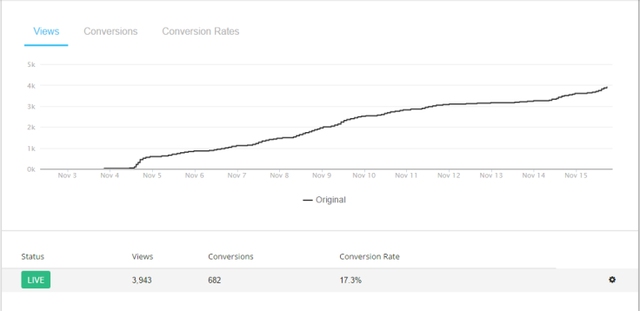 Views Conversions Conversion Rates
5k
4k
3k
2k
1k
0k
Nov 3 Nov 4 Nov 5 Nov 6 Nov 7 Nov 8 Nov 9 Nov 10 Nov 11 Nov 12 Nov 13 Nov 14 Nov 15
Original
Status Views Conversions Conversion Rate
LIVE 3,943 682 17.3%